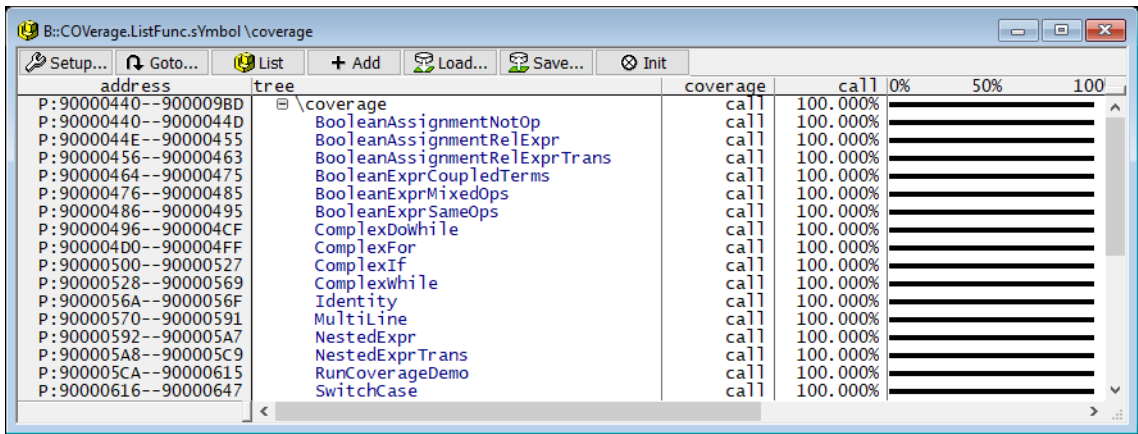 B::COVerage.ListFunc.sYmbol \coverage
Setup... Goto... List Add Load... Save... Init
address tree coverage call 0% 50% 100
P:90000440--900009BD \coverage call 100.000%
P:90000440--9000044D BooleanAssignmentNotOp call 100.000%
P:9000044E--90000455 BooleanAssignmentRelExpr call 100.000%
P:90000456--90000463 BooleanAssignmentRelExprTrans call 100.000%
P:90000464--90000475 BooleanExprCoupledTerms call 100.000%
P:90000476--90000485 BooleanExprMixedOps call 100.000%
P:90000486--90000495 BooleanExprSameOps call 100.000%
P:90000496--900004CF ComplexDoWhile call 100.000%
P:900004D0--900004FF ComplexFor call 100.000%
P:90000500--90000527 ComplexIf call 100.000%
P:90000528--90000569 ComplexWhile call 100.000%
P:9000056A--9000056F Identity call 100.000%
P:90000570--90000591 MultiLine call 100.000%
P:90000592--900005A7 NestedExpr call 100.000%
P:900005A8--900005C9 NestedExprTrans call 100.000%
P:900005CA--90000615 RunCoverageDemo call 100.000%
P:90000616--90000647 SwitchCase call 100.000%